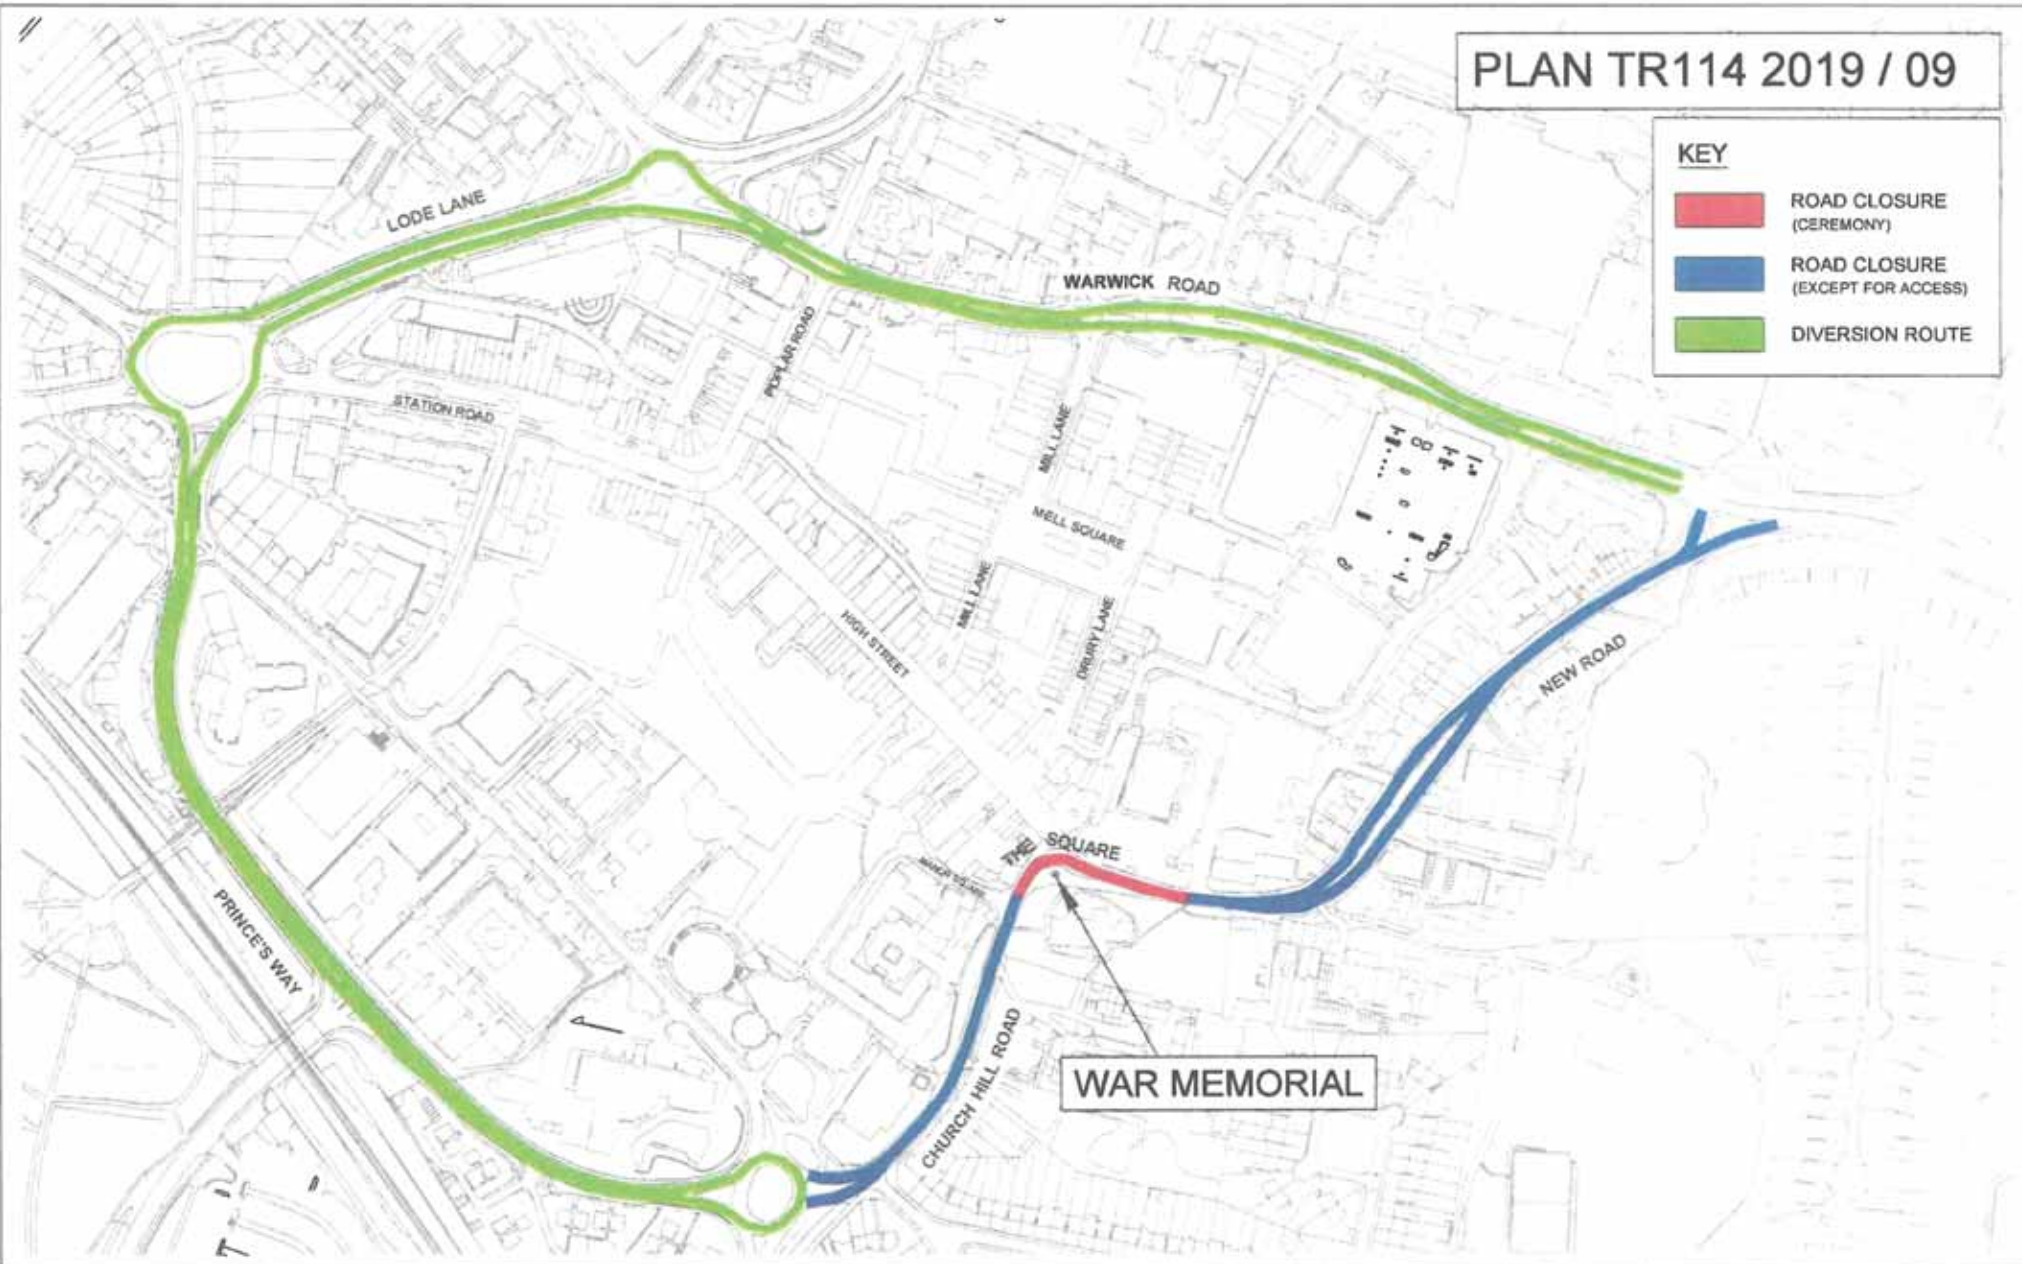 PLAN TR114 2019 / 09
KEY
ROAD CLOSURE
(CEREMONY)
ROAD CLOSURE
(EXCEPT FOR ACCESS)
DIVERSION ROUTE
LODE LANE
WARWICK ROAD
POPLAR ROAD
STATION ROAD
MILL LANE
MELL SQUARE
MILL LANE
DRURY LANE
HIGH STREET
NEW ROAD
THE SQUARE
MANOR SQUARE
PRINCE'S WAY
CHURCH HILL ROAD
WAR MEMORIAL